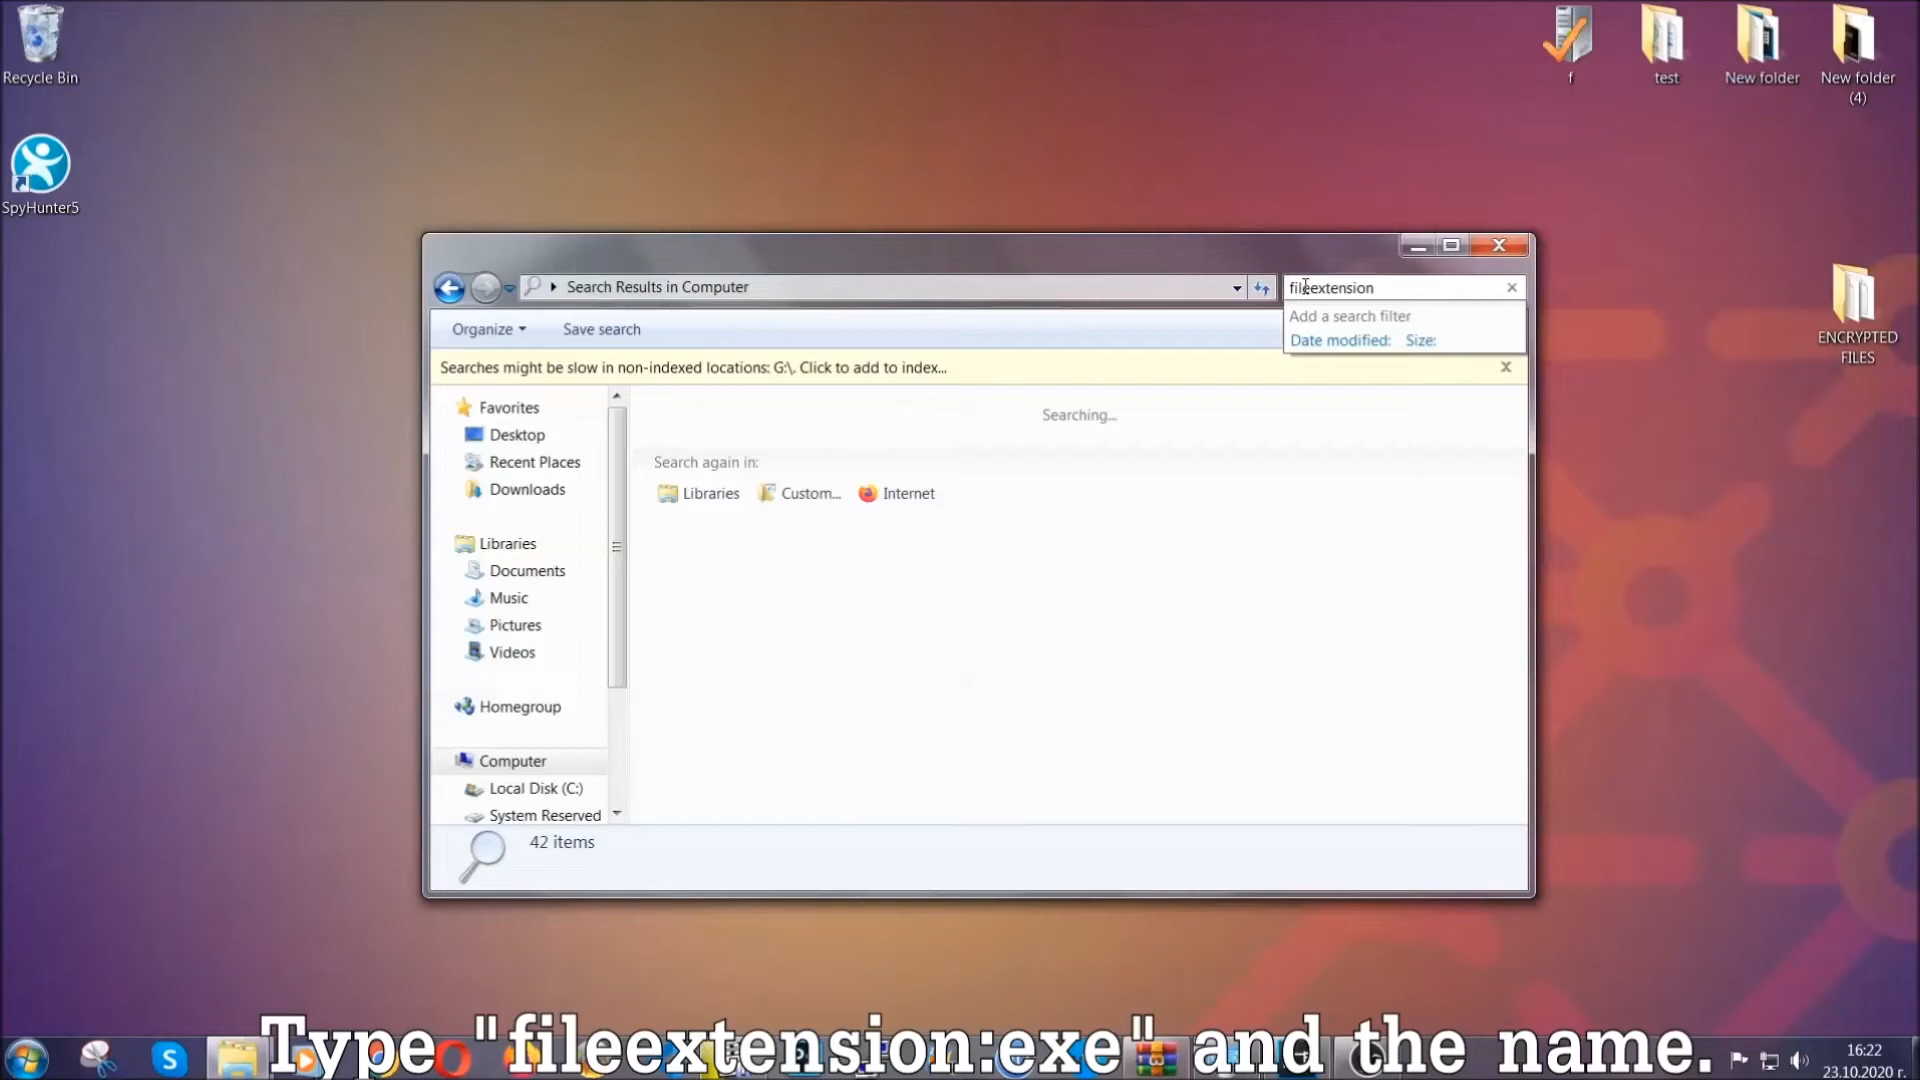 Recycle Bin
SpyHunter5
f
test
New folder
New folder
(4)
ENCRYPTED
FILES
Search Results in Computer
fileextension
Add a search filter
Date modified: Size:
Organize
Save search
Searches might be slow in non-indexed locations: G:\. Click to add to index...
Favorites
Desktop
Recent Places
Downloads
Libraries
Documents
Music
Pictures
Videos
Homegroup
Computer
Local Disk (C:)
System Reserved
Searching...
Search again in:
Libraries Custom... Internet
42 items
Type "fileextension:exe" and the name.
16:22
23.10.2020 г.